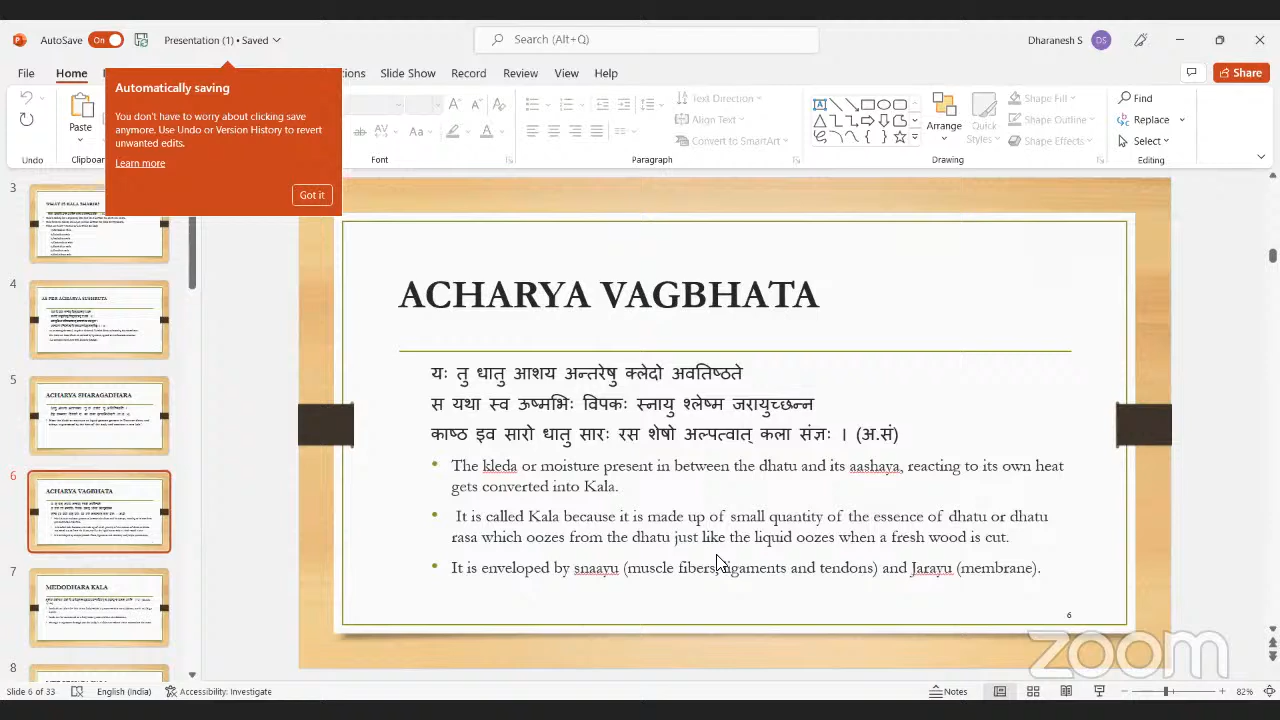 AutoSave On Presentation (1) • Saved Search (Alt+Q) Dharanesh S DS
File Home Slide Show Record Review View Help Share
Automatically saving
You don't have to worry about clicking save
anymore. Use Undo or Version History to revert
unwanted edits.
Learn more
Got it
Paste
Undo Clipboard Font Paragraph Drawing Editing
Text Direction
Align Text
Convert to SmartArt
Arrange
Quick
Styles
Shape Fill
Shape Outline
Shape Effects
Find
Replace
Select
3
4
AS PER ACHARYA SUSHRUTA
5
ACHARYA SHARAGADHARA
6
ACHARYA VAGBHATA
7
MEDODHARA KALA
8
ACHARYA VAGBHATA
यः तु धातु आशय अन्तरेषु क्लेदो अवतिष्ठते
स यथा स्व ऊष्मभिः विपकः स्नायु श्लेष्म जरायुच्छन्न
काष्ठ इव सारो धातु सारः रस शेषो अल्पत्वात् कला संज्ञः । (अ.सं)
• The kleda or moisture present in between the dhatu and its aashaya, reacting to its own heat
gets converted into Kala.
• It is called Kala because it is made up of small quantity of the essence of dhatu or dhatu
rasa which oozes from the dhatu just like the liquid oozes when a fresh wood is cut.
• It is enveloped by snaayu (muscle fibers, ligaments and tendons) and Jarayu (membrane).
6
zoom
Slide 6 of 33 English (India) Accessibility: Investigate Notes 82%